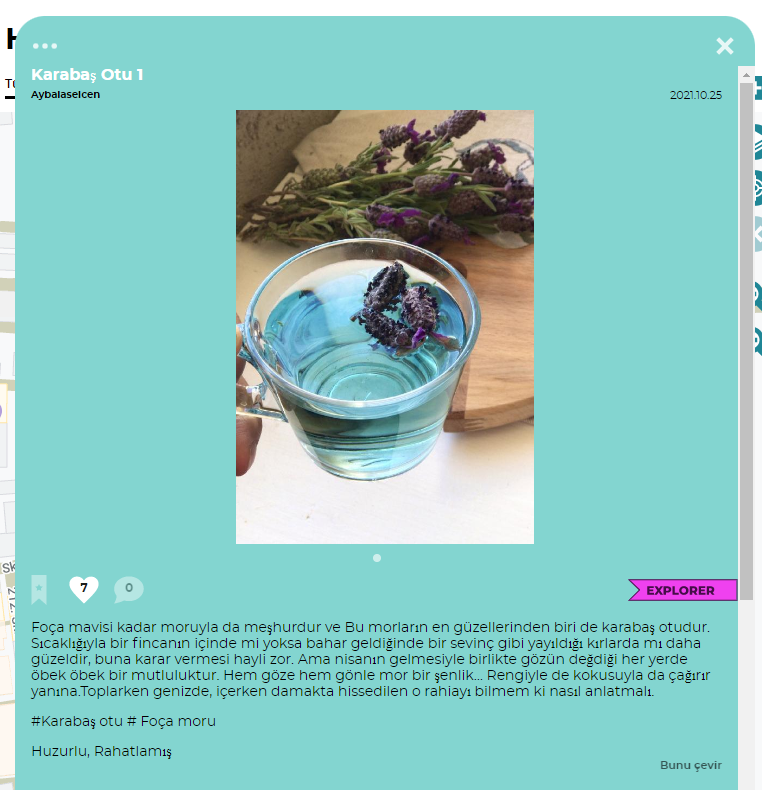 Karabaş Otu 1
Aybalaselcen
2021.10.25
7
0
EXPLORER
Foça mavisi kadar moruyla da meşhurdur ve Bu morların en güzellerinden biri de karabaş otudur.
Sıcaklığıyla bir fincanın içinde mi yoksa bahar geldiğinde bir sevinç gibi yayıldığı kırlarda mı daha
güzeldir, buna karar vermesi hayli zor. Ama nisanın gelmesiyle birlikte gözün değdiği her yerde
öbek öbek bir mutluluktur. Hem göze hem gönle mor bir şenlik... Rengiyle de kokusuyla da çağırır
yanına.Toplarken genizde, içerken damakta hissedilen o rahiayı bilmem ki nasıl anlatmalı.
#Karabaş otu # Foça moru
Huzurlu, Rahatlamış
Bunu çevir